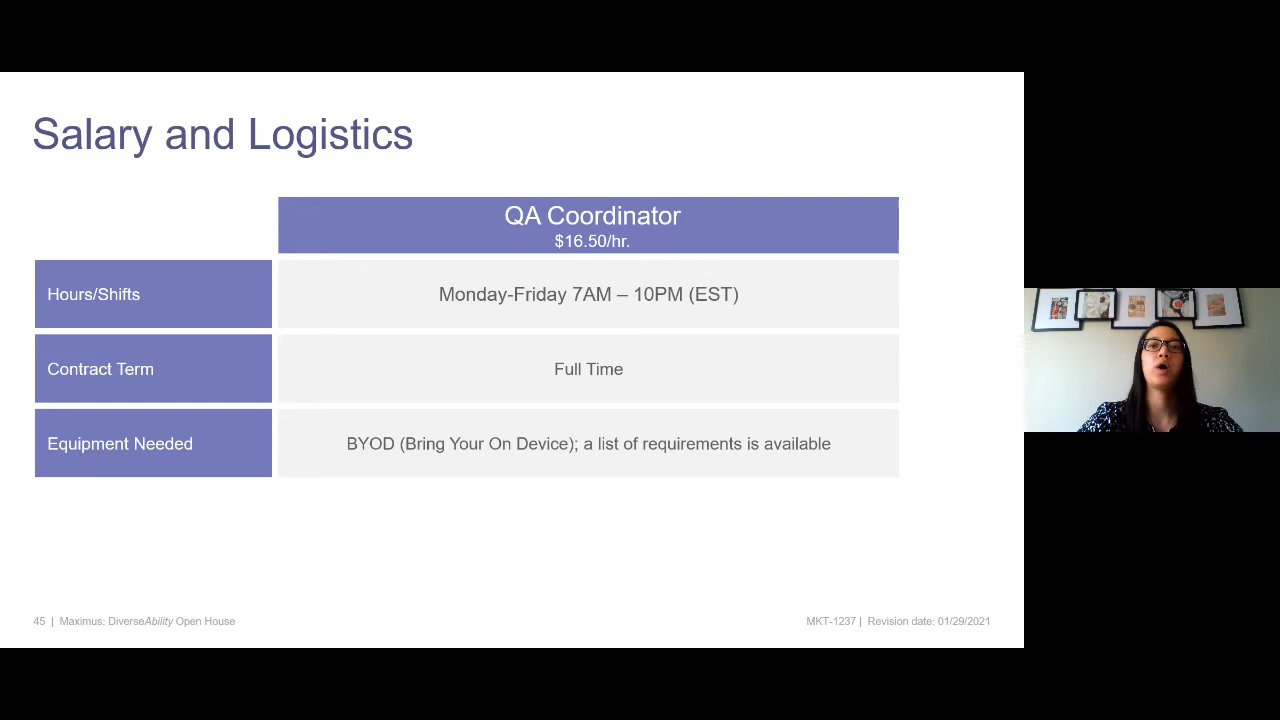 Salary and Logistics
QA Coordinator
$16.50/hr.
Hours/Shifts
Monday-Friday 7AM – 10PM (EST)
Contract Term
Full Time
Equipment Needed
BYOD (Bring Your On Device); a list of requirements is available
45 | Maximus: DiverseAbility Open House
MKT-1237 | Revision date: 01/29/2021